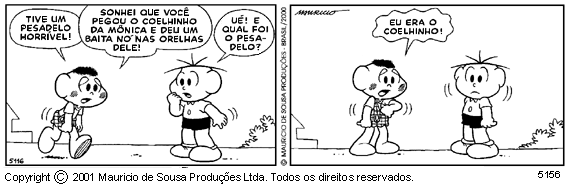 TIVE UM
PESADELO
HORRÍVEL!
SONHEI QUE VOCÊ
PEGOU O COELHINHO
DA MÔNICA E DEU UM
BAITA NÓ NAS ORELHAS
DELE!
UÉ! E
QUAL FOI
O PESA-
DELO?
5116
© MAURICIO DE SOUSA PRODUÇÕES - BRASIL/2000
MAURICIO
EU ERA O
COELHINHO!
Copyright © 2001 Mauricio de Sousa Produções Ltda. Todos os direitos reservados.
5156